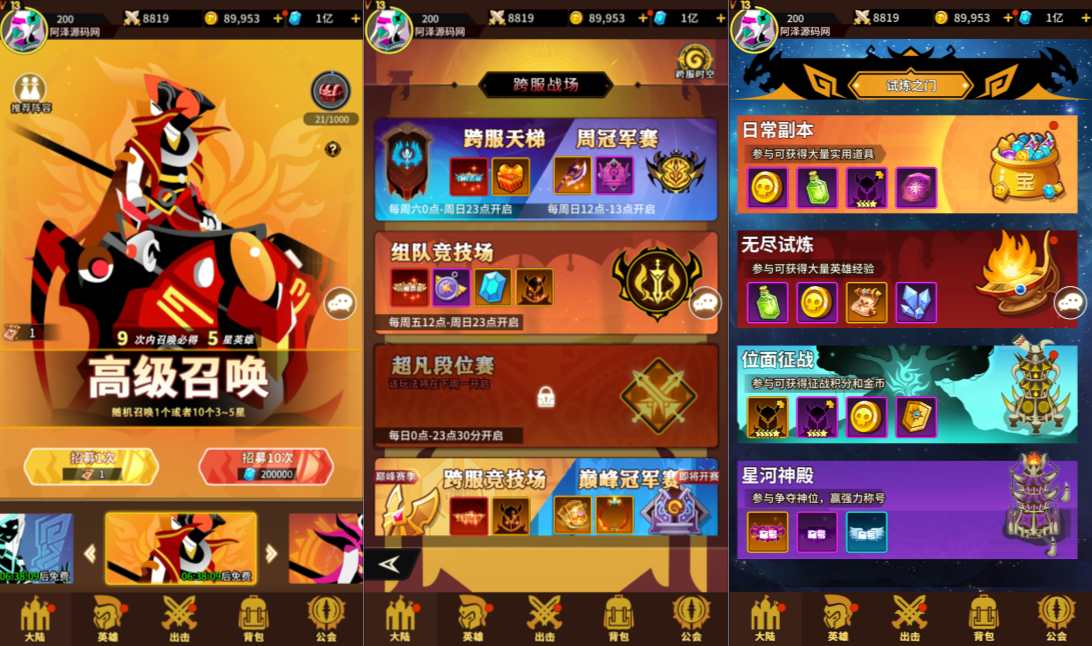 13
200
8819
89,953
1亿
阿泽源码网
推荐阵容
21/1000
?
1
9次内召唤必得5星英雄
高级召唤
随机召唤1个或者10个3~5星
招募1次
1
招募10次
200000
06:38:09后免费
06:38:09后免费
大陆
英雄
出击
背包
公会
13
200
8819
89,953
1亿
阿泽源码网
跨服战场
跨服时空
跨服天梯
周冠军赛
每周六0点-周日23点开启
每周日12点-13点开启
组队竞技场
每周五12点-周日23点开启
超凡段位赛
该玩法将在下周一开启
每日0点-23点30分开启
巅峰赛季
跨服竞技场
巅峰冠军赛
即将开赛
大陆
英雄
出击
背包
公会
13
200
8819
89,953
1亿
阿泽源码网
试炼之门
日常副本
参与可获得大量实用道具
宝
无尽试炼
参与可获得大量英雄经验
位面征战
参与可获得征战积分和金币
星河神殿
参与争夺神位，赢强力称号
大陆
英雄
出击
背包
公会